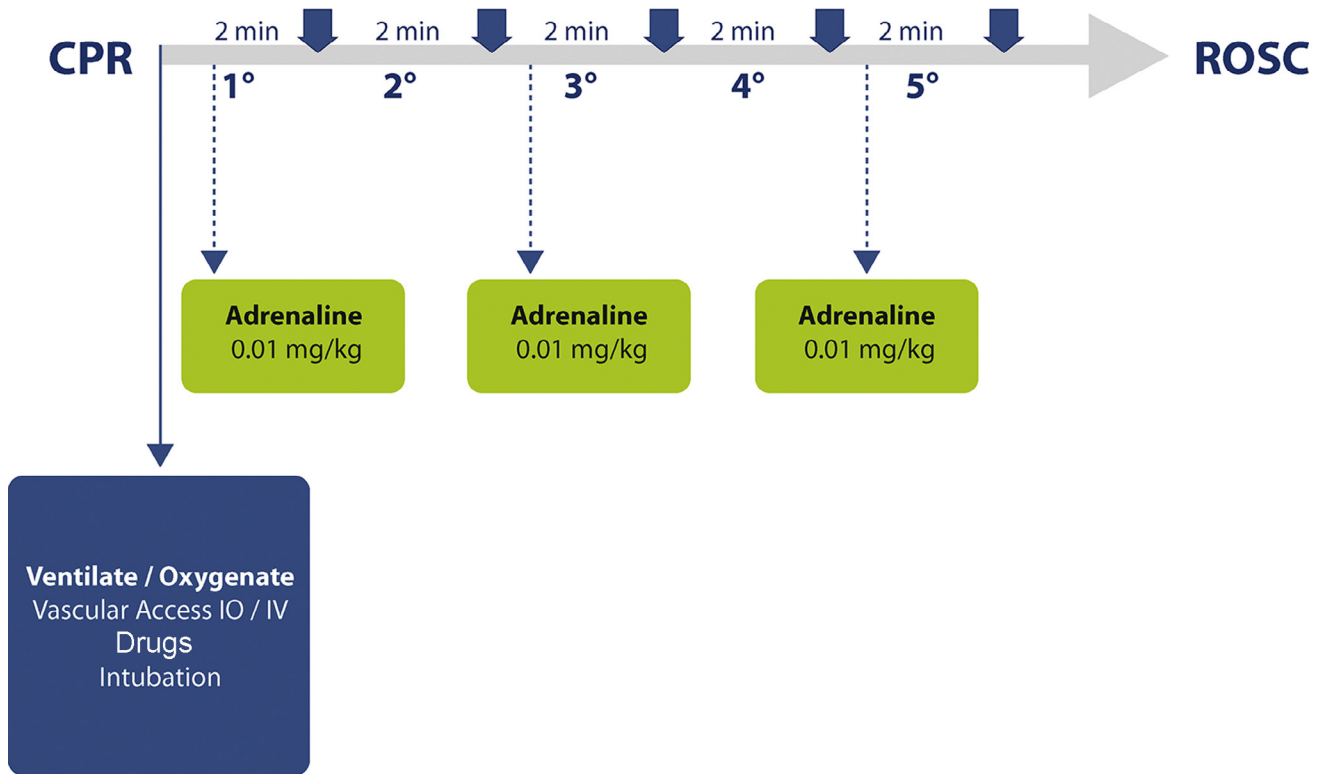 2 min 2 min 2 min 2 min 2 min
CPR ROSC
1° 2° 3° 4° 5°
Adrenaline
0.01 mg/kg
Adrenaline
0.01 mg/kg
Adrenaline
0.01 mg/kg
Ventilate / Oxygenate
Vascular Access IO / IV
Drugs
Intubation